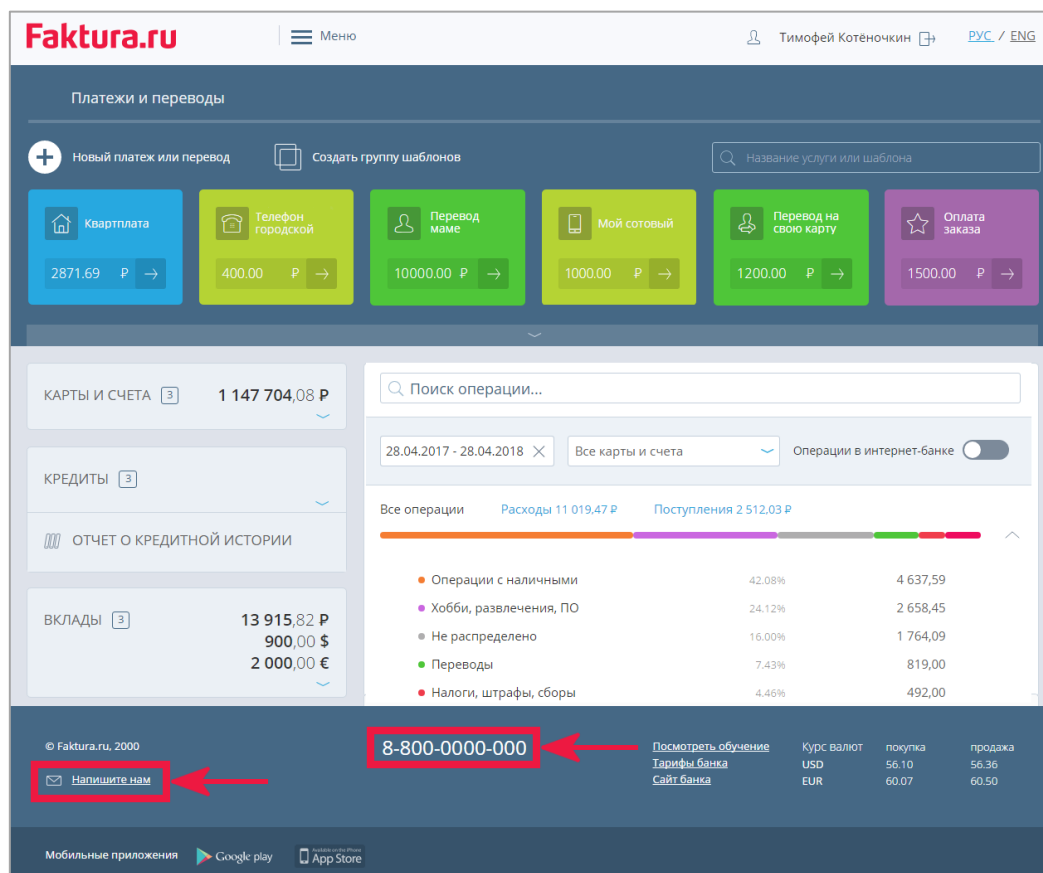 Faktura.ru
Меню
Тимофей Котёночкин
РУС / ENG
Платежи и переводы
Новый платеж или перевод
Создать группу шаблонов
Название услуги или шаблона
Квартплата
2871.69 ₽ →
Телефон
городской
400.00 ₽ →
Перевод
маме
10000.00 ₽ →
Мой сотовый
1000.00 ₽ →
Перевод на
свою карту
1200.00 ₽ →
Оплата
заказа
1500.00 ₽ →
КАРТЫ И СЧЕТА 3 1 147 704,08 ₽
КРЕДИТЫ 3
ОТЧЕТ О КРЕДИТНОЙ ИСТОРИИ
ВКЛАДЫ 3 13 915,82 ₽
900,00 $
2 000,00 €
Поиск операции...
28.04.2017 - 28.04.2018
Все карты и счета
Операции в интернет-банке
Все операции Расходы 11 019,47 ₽ Поступления 2 512,03 ₽
Операции с наличными 42.08% 4 637,59
Хобби, развлечения, ПО 24.12% 2 658,45
Не распределено 16.00% 1 764,09
Переводы 7.43% 819,00
Налоги, штрафы, сборы 4.46% 492,00
© Faktura.ru, 2000
Напишите нам
8-800-0000-000
Посмотреть обучение
Тарифы банка
Сайт банка
Курс валют покупка продажа
USD 56.10 56.36
EUR 60.07 60.50
Мобильные приложения
Google play
Available on the iPhone
App Store